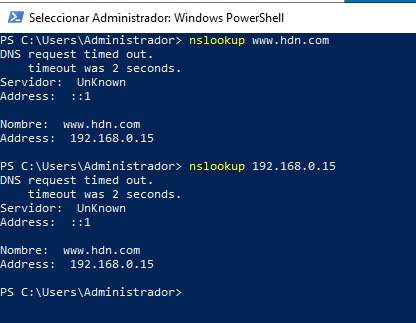 Seleccionar Administrador: Windows PowerShell
PS C:\Users\Administrador> nslookup www.hdn.com
DNS request timed out.
    timeout was 2 seconds.
Servidor:  UnKnown
Address:  ::1

Nombre:  www.hdn.com
Address:  192.168.0.15

PS C:\Users\Administrador> nslookup 192.168.0.15
DNS request timed out.
    timeout was 2 seconds.
Servidor:  UnKnown
Address:  ::1

Nombre:  www.hdn.com
Address:  192.168.0.15

PS C:\Users\Administrador>